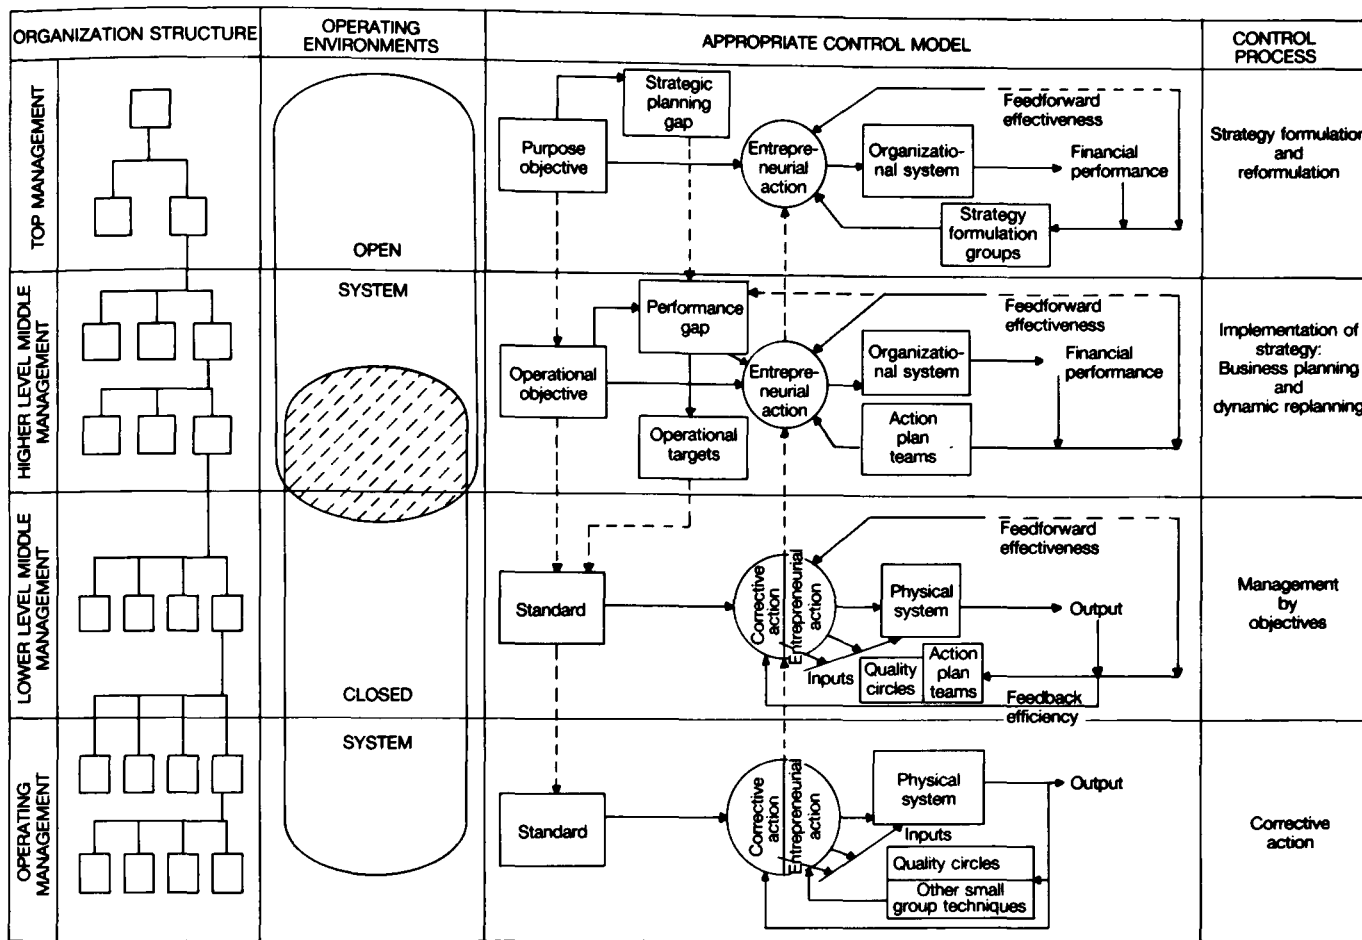 ORGANIZATION STRUCTURE
OPERATING
ENVIRONMENTS
APPROPRIATE CONTROL MODEL
CONTROL
PROCESS
TOP MANAGEMENT
OPEN
Strategic
planning
gap
Purpose
objective
Entrepre-
neurial
action
Organizatio-
nal system
Feedforward
effectiveness
Financial
performance
Strategy
formulation
groups
Strategy formulation
and
reformulation
HIGHER LEVEL MIDDLE
MANAGEMENT
SYSTEM
Performance
gap
Operational
objective
Operational
targets
Entrepre-
neurial
action
Organizatio-
nal system
Feedforward
effectiveness
Financial
performance
Action
plan
teams
Implementation of
strategy:
Business planning
and
dynamic replanning
LOWER LEVEL MIDDLE
MANAGEMENT
CLOSED
Standard
Corrective
action
Entrepreneurial
action
Physical
system
Feedforward
effectiveness
Output
Inputs
Quality
circles
Action
plan
teams
Feedback
efficiency
Management
by
objectives
OPERATING
MANAGEMENT
SYSTEM
Standard
Corrective
action
Entrepreneurial
action
Physical
system
Output
Inputs
Quality circles
Other small
group techniques
Corrective
action